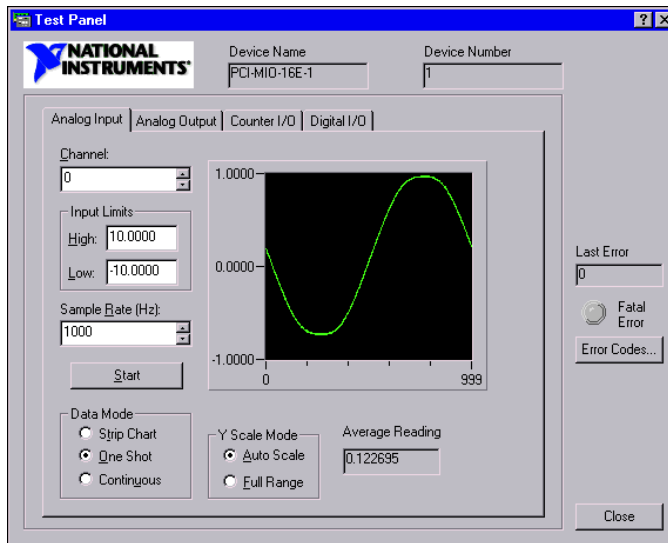 Test Panel
NATIONAL
INSTRUMENTS
Device Name
PCI-MIO-16E-1
Device Number
1
Analog Input
Analog Output
Counter I/O
Digital I/O
Channel:
0
Input Limits
High: 10.0000
Low: -10.0000
Sample Rate (Hz):
1000
Start
1.0000
0.0000
-1.0000
0
999
Data Mode
Strip Chart
One Shot
Continuous
Y Scale Mode
Auto Scale
Full Range
Average Reading
0.122695
Last Error
0
Fatal
Error
Error Codes...
Close